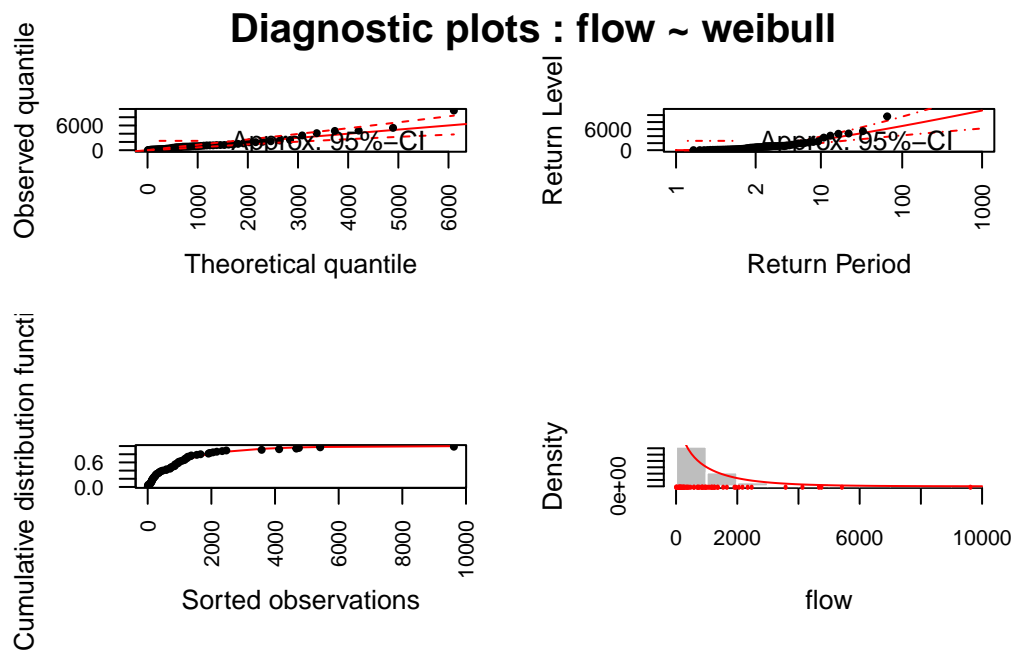 Diagnostic plots : flow ~ weibull
Observed quantile
6000
0
Approx. 95%−CI
0 1000 2000 3000 4000 5000 6000
Theoretical quantile
Return Level
6000
0
Approx. 95%−CI
1 2 10 100 1000
Return Period
Cumulative distribution functi
0.6
0.0
0 2000 4000 6000 8000 10000
Sorted observations
Density
0e+00
0 2000 6000 10000
flow